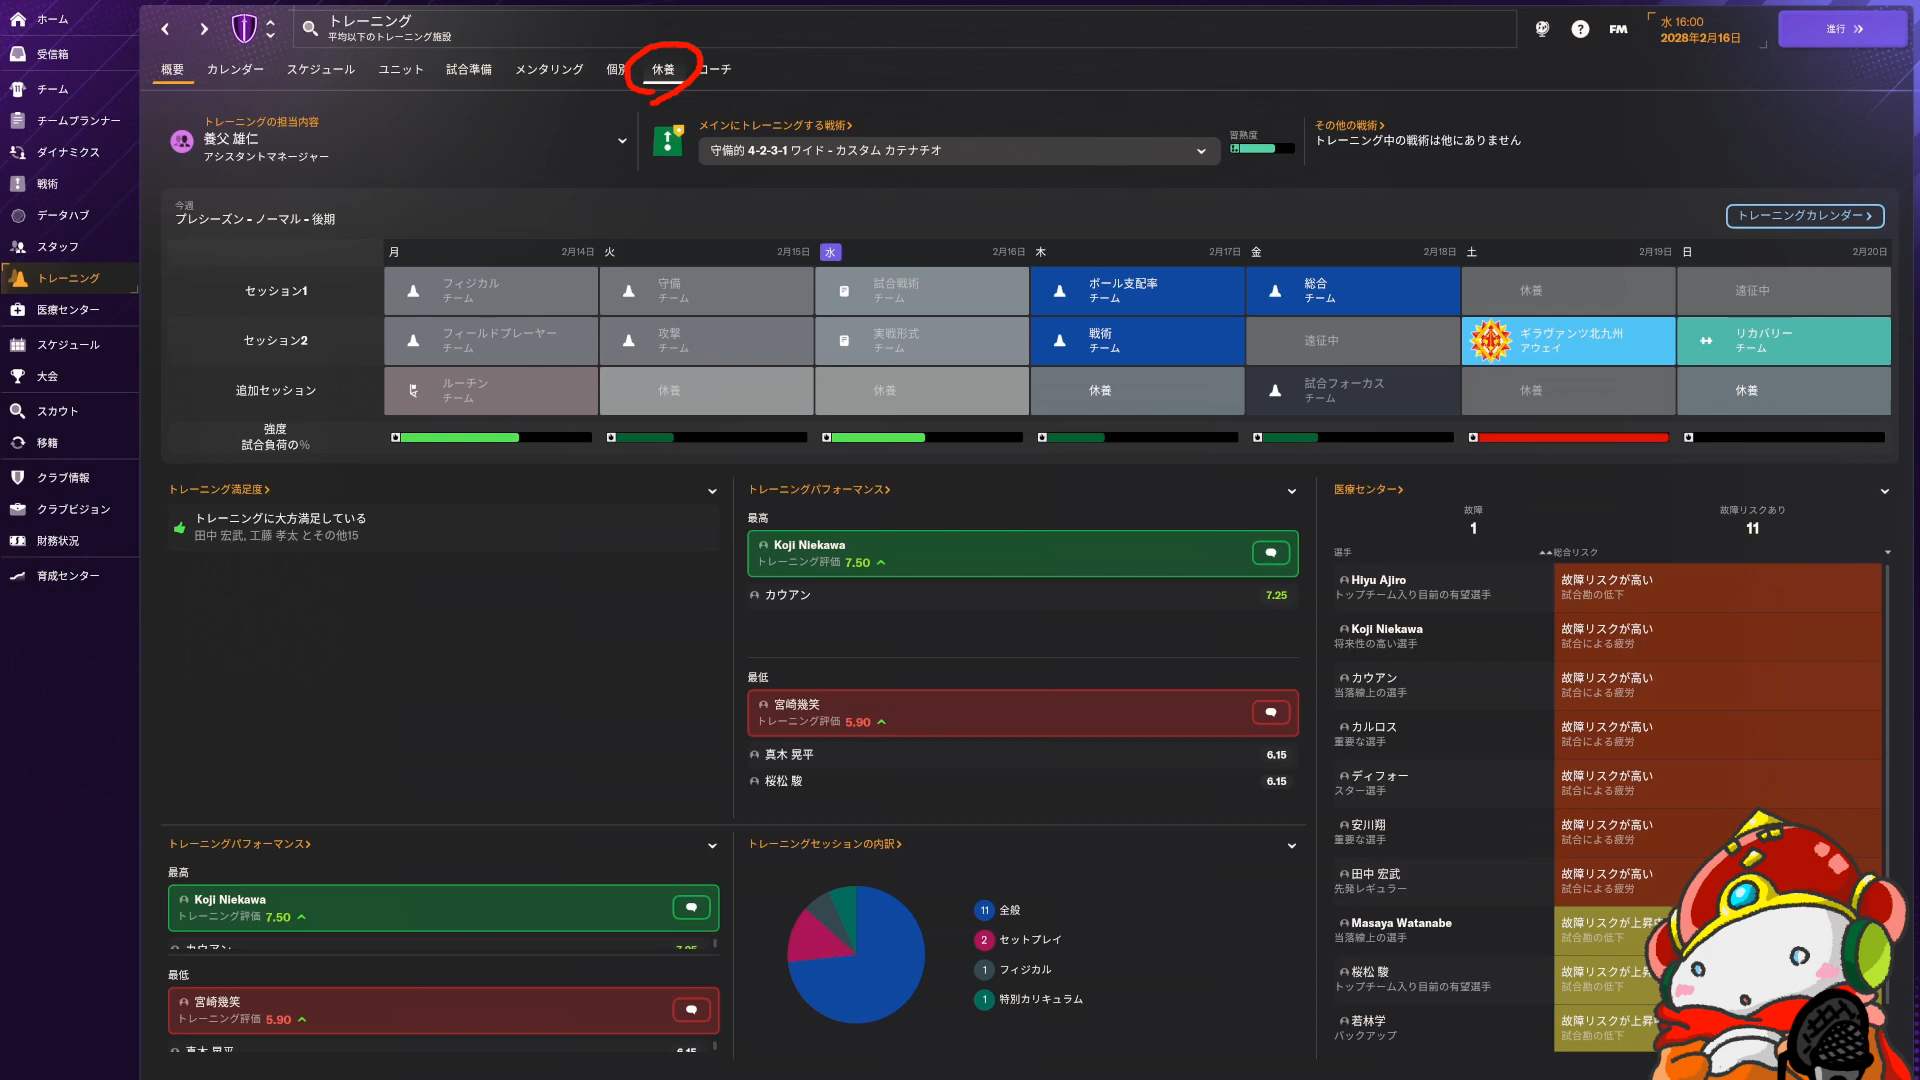 ホーム
受信箱
チーム
チームプランナー
ダイナミクス
戦術
データハブ
スタッフ
トレーニング
医療センター
スケジュール
大会
スカウト
移籍
クラブ情報
クラブビジョン
財務状況
育成センター
トレーニング
平均以下のトレーニング施設
FM
水 16:00
2028年2月16日
進行
概要 カレンダー スケジュール ユニット 試合準備 メンタリング 個別 休養 コーチ
トレーニングの担当内容
養父 雄仁
アシスタントマネージャー
メインにトレーニングする戦術
守備的 4-2-3-1 ワイド - カスタム カテナチオ
習熟度
その他の戦術
トレーニング中の戦術は他にありません
今週
プレシーズン - ノーマル - 後期
トレーニングカレンダー
月 2月14日 火 2月15日 水 2月16日 木 2月17日 金 2月18日 土 2月19日 日 2月20日
セッション1
フィジカル
チーム
守備
チーム
試合戦術
チーム
ボール支配率
チーム
総合
チーム
休養
遠征中
セッション2
フィールドプレーヤー
チーム
攻撃
チーム
実戦形式
チーム
戦術
チーム
遠征中
ギラヴァンツ北九州
アウェイ
リカバリー
チーム
追加セッション
ルーチン
チーム
休養
休養
休養
試合フォーカス
チーム
休養
休養
強度
試合負荷の%
トレーニング満足度
トレーニングに大方満足している
田中 宏武, 工藤 孝太 とその他15
トレーニングパフォーマンス
最高
Koji Niekawa
トレーニング評価 7.50
カウアン 7.25
最低
宮崎幾笑
トレーニング評価 5.90
真木 晃平 6.15
桜松 駿 6.15
医療センター
故障
1
故障リスクあり
11
選手 総合リスク
Hiyu Ajiro
トップチーム入り目前の有望選手
故障リスクが高い
試合勘の低下
Koji Niekawa
将来性の高い選手
故障リスクが高い
試合による疲労
カウアン
当落線上の選手
故障リスクが高い
試合による疲労
カルロス
重要な選手
故障リスクが高い
試合による疲労
ディフォー
スター選手
故障リスクが高い
試合による疲労
安川翔
重要な選手
故障リスクが高い
試合による疲労
田中 宏武
先発レギュラー
故障リスクが高い
試合による疲労
Masaya Watanabe
当落線上の選手
故障リスクが上昇中
試合勘の低下
桜松 駿
トップチーム入り目前の有望選手
故障リスクが上昇
試合勘の低下
若林学
バックアップ
故障リスクが上昇中
試合勘の低下
トレーニングパフォーマンス
最高
Koji Niekawa
トレーニング評価 7.50
カウアン 7.25
最低
宮崎幾笑
トレーニング評価 5.90
真木 晃平 6.15
トレーニングセッションの内訳
11 全般
2 セットプレイ
1 フィジカル
1 特別カリキュラム